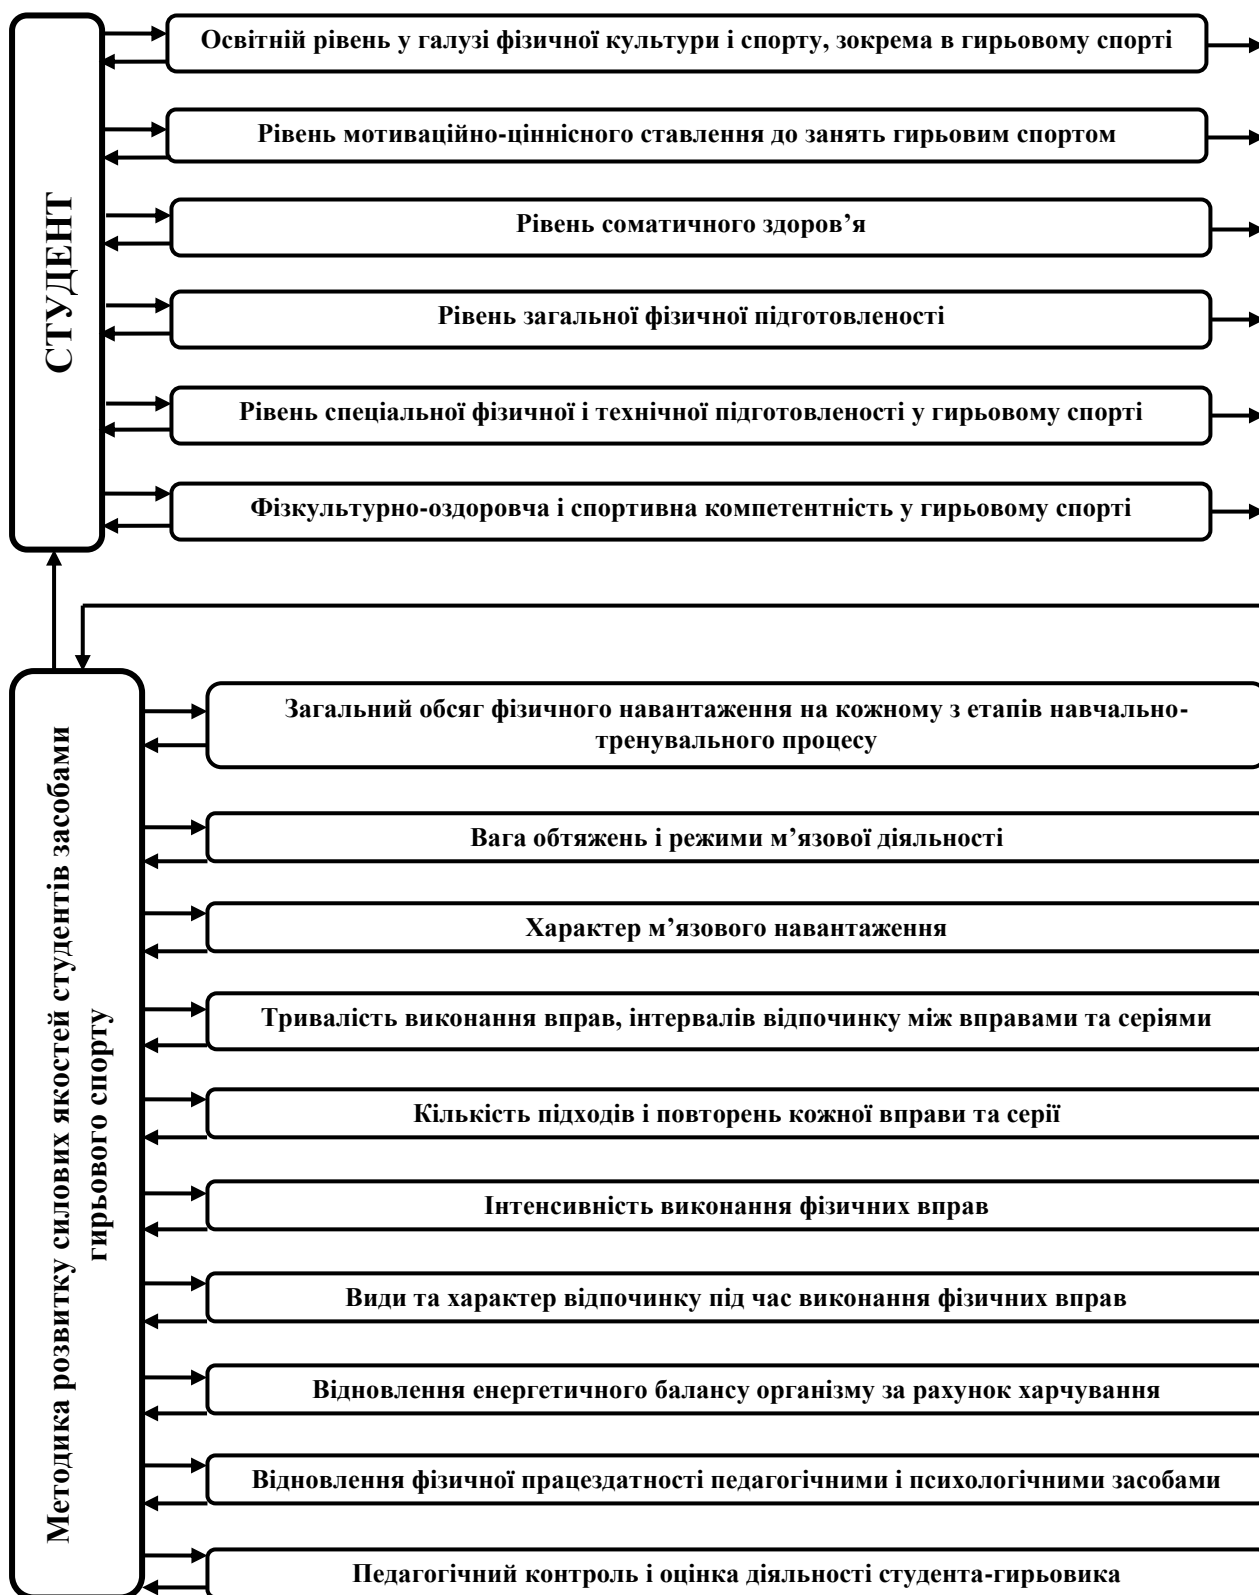 СТУДЕНТ
Освітній рівень у галузі фізичної культури і спорту, зокрема в гирьовому спорті
Рівень мотиваційно-ціннісного ставлення до занять гирьовим спортом
Рівень соматичного здоров’я
Рівень загальної фізичної підготовленості
Рівень спеціальної фізичної і технічної підготовленості у гирьовому спорті
Фізкультурно-оздоровча і спортивна компетентність у гирьовому спорті
Методика розвитку силових якостей студентів засобами
гирьового спорту
Загальний обсяг фізичного навантаження на кожному з етапів навчально-
тренувального процесу
Вага обтяжень і режими м’язової діяльності
Характер м’язового навантаження
Тривалість виконання вправ, інтервалів відпочинку між вправами та серіями
Кількість підходів і повторень кожної вправи та серії
Інтенсивність виконання фізичних вправ
Види та характер відпочинку під час виконання фізичних вправ
Відновлення енергетичного балансу організму за рахунок харчування
Відновлення фізичної працездатності педагогічними і психологічними засобами
Педагогічний контроль і оцінка діяльності студента-гирьовика